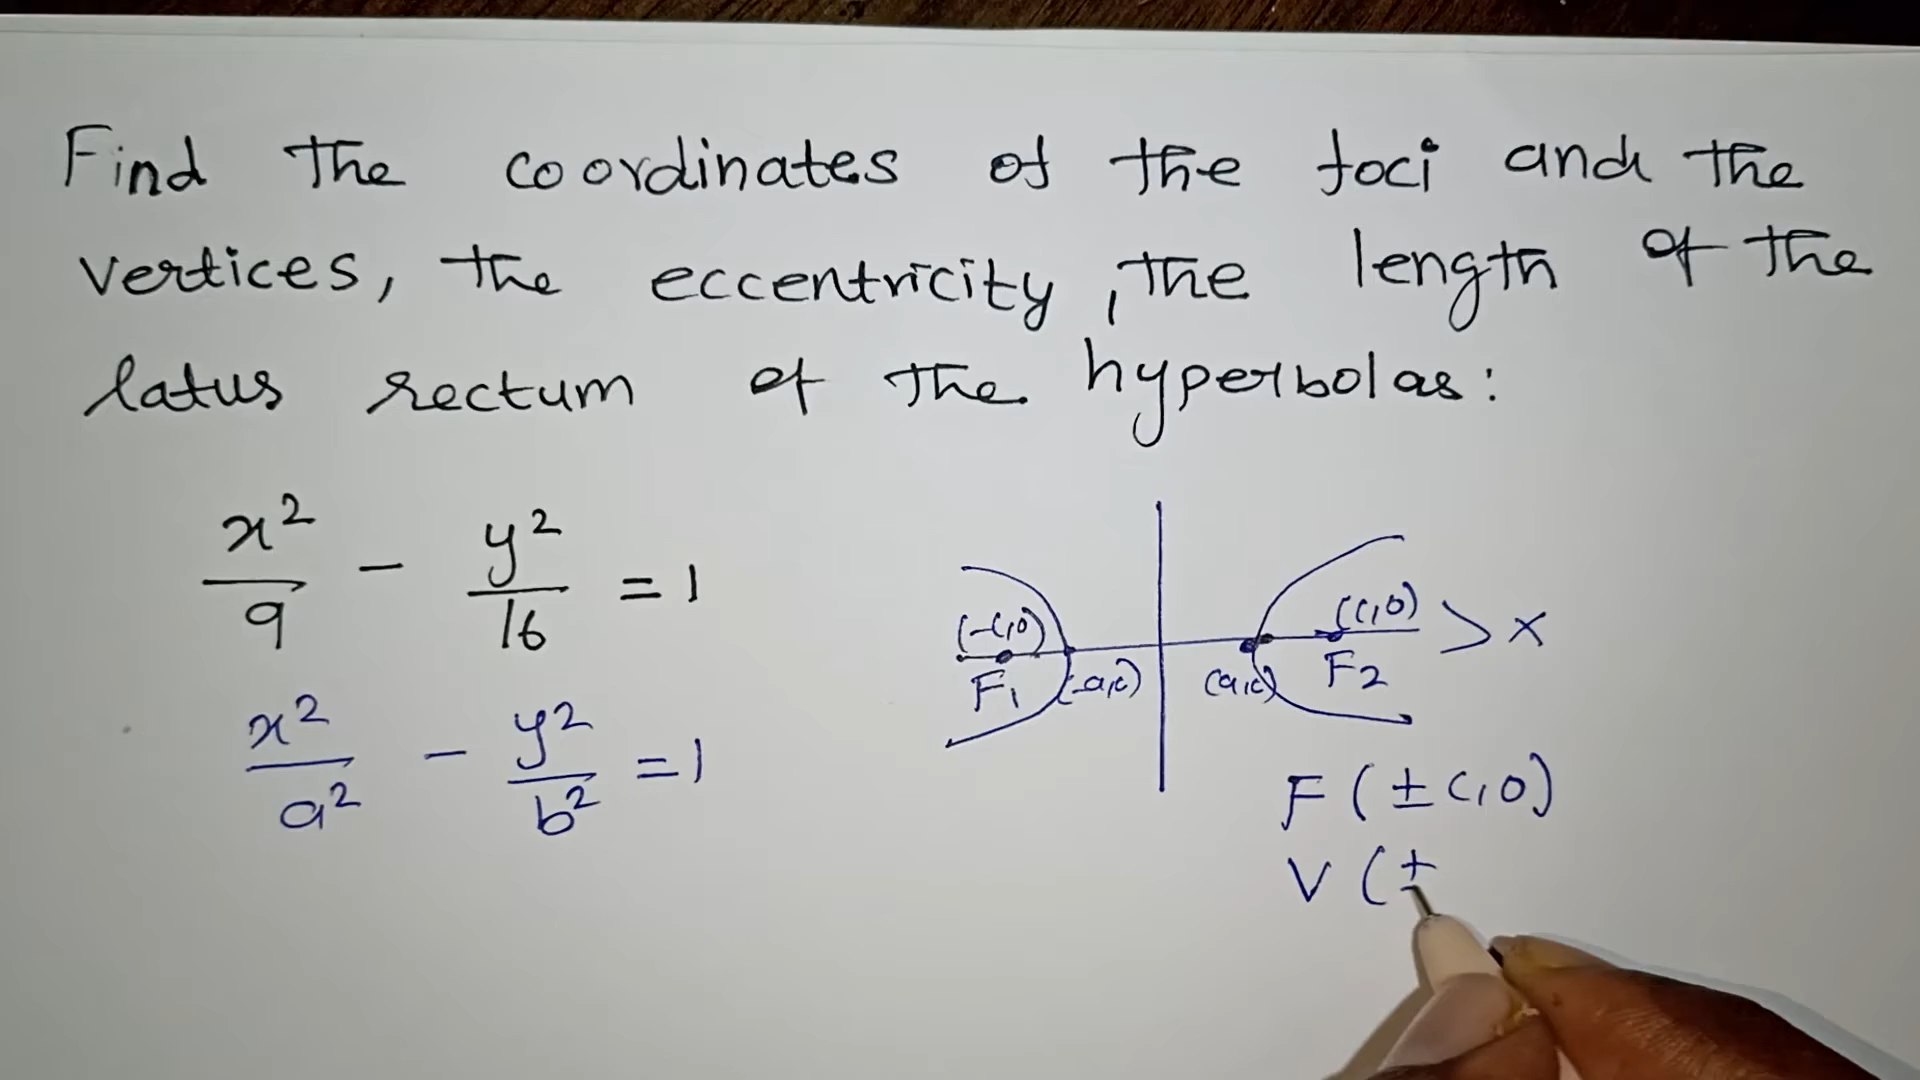 Find the coordinates of the foci and the
vertices, the eccentricity, the length of the
latus rectum of the hyperbolas:
x²/9 - y²/16 = 1
x²/a² - y²/b² = 1
(-c,0) (c,0) > x
F₁ (-a,0) (a,0) F2
F (± c, 0)
V (±